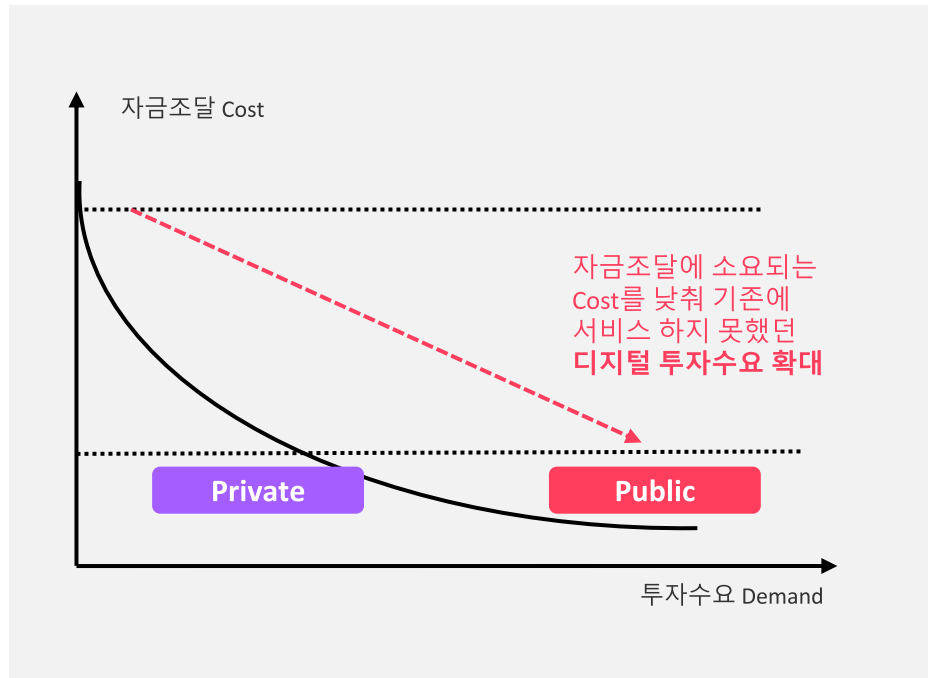 자금조달 Cost
자금조달에 소요되는
Cost를 낮춰 기존에
서비스 하지 못했던
디지털 투자수요 확대
Private
Public
투자수요 Demand